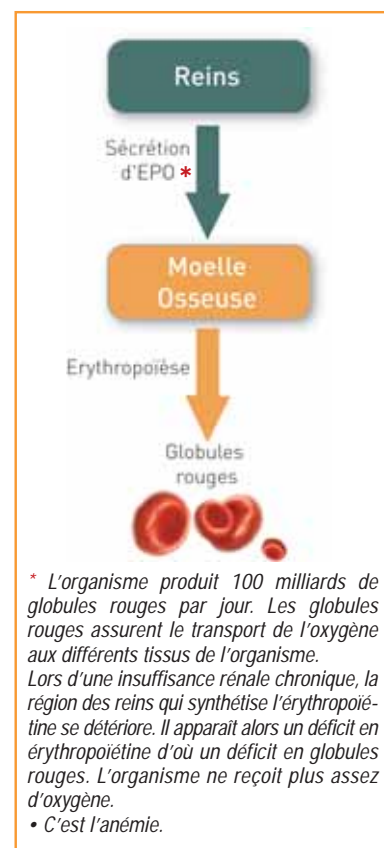 Reins
Sécrétion
d'EPO *
Moelle
Osseuse
Erythropoïèse
Globules
rouges
* L'organisme produit 100 milliards de
globules rouges par jour. Les globules
rouges assurent le transport de l'oxygène
aux différents tissus de l'organisme.
Lors d'une insuffisance rénale chronique, la
région des reins qui synthétise l'érythropoïé-
tine se détériore. Il apparaît alors un déficit en
érythropoïétine d'où un déficit en globules
rouges. L'organisme ne reçoit plus assez
d'oxygène.
• C'est l'anémie.